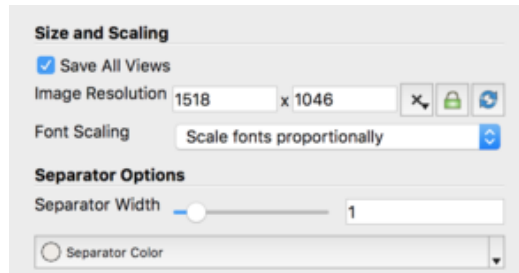 Size and Scaling
Save All Views
Image Resolution 1518 x 1046
Font Scaling Scale fonts proportionally
Separator Options
Separator Width 1
Separator Color